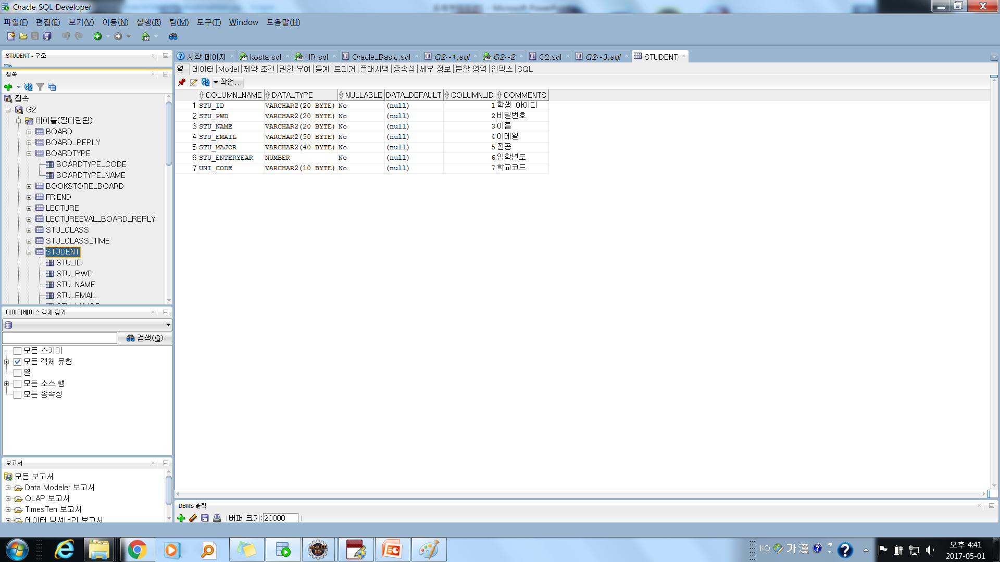 Oracle SQL Developer
파일(F) 편집(E) 보기(V) 이동(N) 실행(R) 팀(M) 도구(T) Window 도움말(H)
STUDENT - 구조
접속
접속
G2
테이블(필터링됨)
BOARD
BOARD_REPLY
BOARDTYPE
BOARDTYPE_CODE
BOARDTYPE_NAME
BOOKSTORE_BOARD
FRIEND
LECTURE
LECTUREEVAL_BOARD_REPLY
STU_CLASS
STU_CLASS_TIME
STUDENT
STU_ID
STU_PWD
STU_NAME
STU_EMAIL
데이터베이스 객체 찾기
검색(G)
모든 스키마
모든 객체 유형
열
모든 소스 행
모든 종속성
보고서
모든 보고서
Data Modeler 보고서
OLAP 보고서
TimesTen 보고서
데이터 딕셔너리 보고서
시작 페이지 kosta.sql HR.sql Oracle_Basic.sql G2~1.sql G2~2 G2.sql G2~3.sql STUDENT
열 데이터 Model 제약 조건 권한 부여 통계 트리거 플래시백 종속성 세부 정보 분할 영역 인덱스 SQL
작업...
COLUMN_NAME DATA_TYPE NULLABLE DATA_DEFAULT COLUMN_ID COMMENTS
1 STU_ID VARCHAR2(20 BYTE) No (null) 1 학생 아이디
2 STU_PWD VARCHAR2(20 BYTE) No (null) 2 비밀번호
3 STU_NAME VARCHAR2(20 BYTE) No (null) 3 이름
4 STU_EMAIL VARCHAR2(50 BYTE) No (null) 4 이메일
5 STU_MAJOR VARCHAR2(40 BYTE) No (null) 5 전공
6 STU_ENTERYEAR NUMBER No (null) 6 입학년도
7 UNI_CODE VARCHAR2(10 BYTE) No (null) 7 학교코드
DBMS 출력
버퍼 크기: 20000
KO 가 漢
오후 4:41
2017-05-01